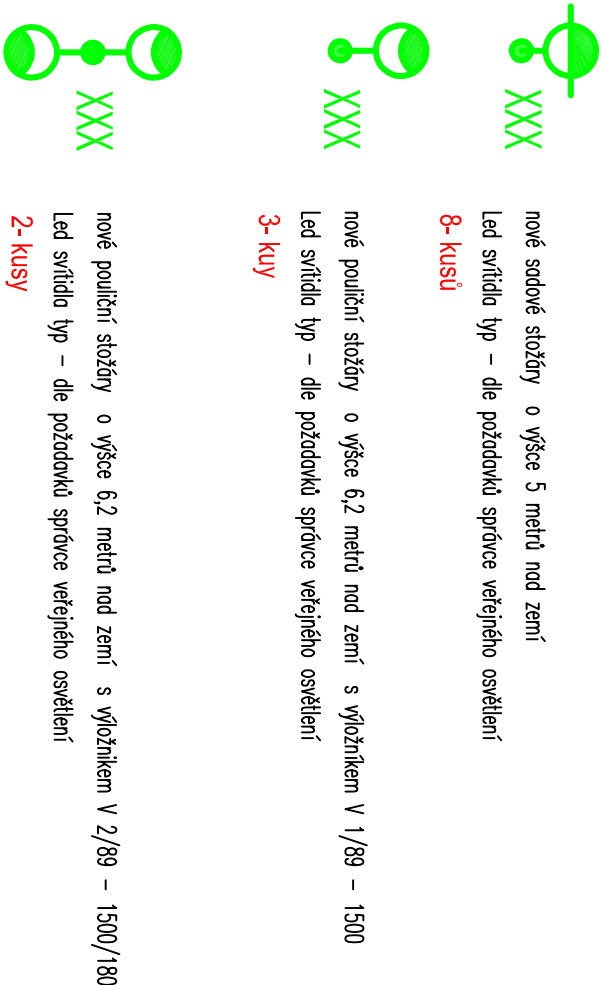 XXX
nové sadové stožáry o výšce 5 metrů nad zemí
Led svítidla typ – dle požadavků správce veřejného osvětlení
8- kusů
XXX
nové pouliční stožáry o výšce 6,2 metrů nad zemí s výložníkem V 1/89 – 1500
Led svítidla typ – dle požadavků správce veřejného osvětlení
3- kuy
XXX
nové pouliční stožáry o výšce 6,2 metrů nad zemí s výložnikem V 2/89 – 1500/180
Led svítidla typ – dle požadavků správce veřejného osvětlení
2- kusy